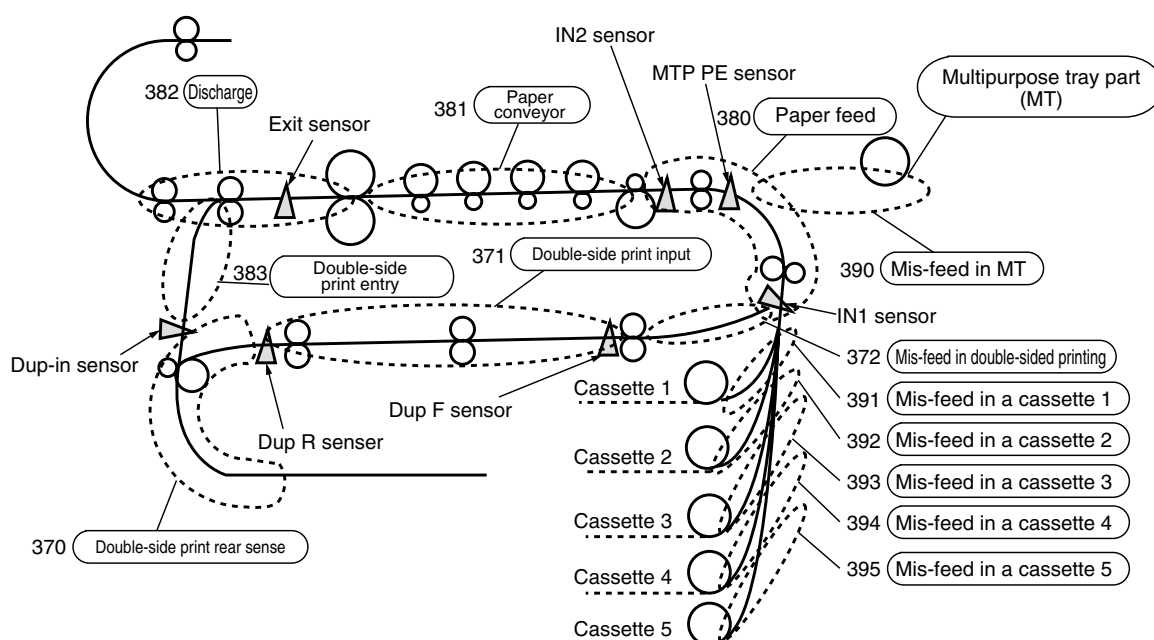 IN2 sensor
MTP PE sensor
Multipurpose tray part
(MT)
382 Discharge
381 Paper
conveyor
380 Paper feed
Exit sensor
371 Double-side print input
383 Double-side
print entry
390 Mis-feed in MT
IN1 sensor
Dup-in sensor
372 Mis-feed in double-sided printing
Cassette 1
391 Mis-feed in a cassette 1
Dup F sensor
Dup R senser
392 Mis-feed in a cassette 2
Cassette 2
393 Mis-feed in a cassette 3
Cassette 3
394 Mis-feed in a cassette 4
370 Double-side print rear sense
395 Mis-feed in a cassette 5
Cassette 4
Cassette 5